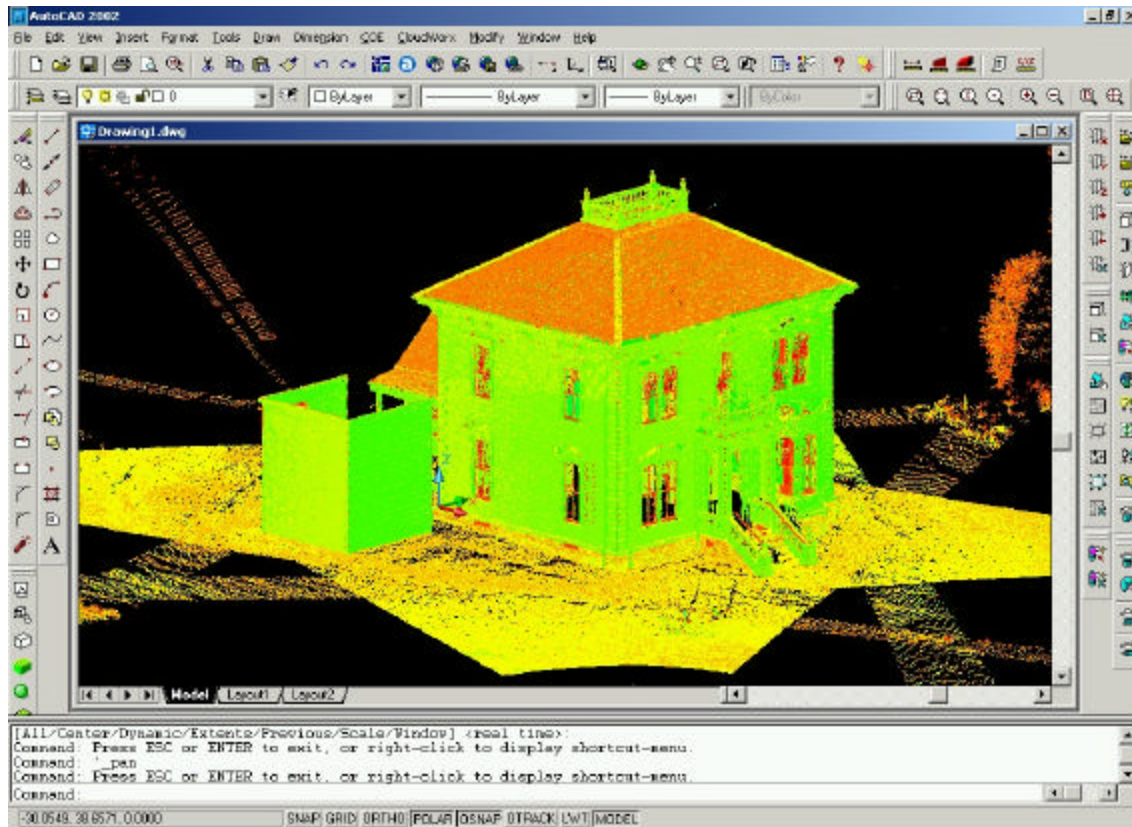 AutoCAD 2002
File Edit View Insert Format Tools Draw Dimension COE CloudWorx Modify Window Help
0 ByLayer ByLayer ByLayer ByColor
Drawing1.dwg
Z
Model Layout1 Layout2
[All/Center/Dynamic/Extents/Previous/Scale/Window] <real time>:
Command: Press ESC or ENTER to exit, or right-click to display shortcut-menu.
Command: '_pan
Command: Press ESC or ENTER to exit, or right-click to display shortcut-menu.
Command:
-30.0549, 38.6571, 0.0000 SNAP GRID ORTHO POLAR OSNAP OTRACK LWT MODEL